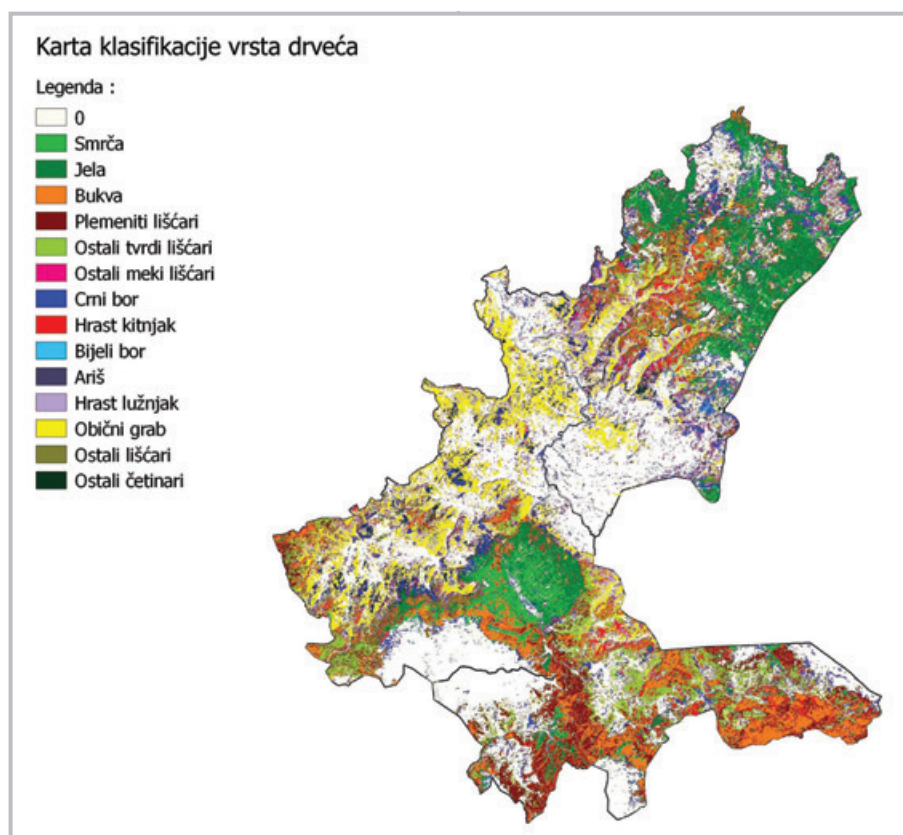 Karta klasifikacije vrsta drveća
Legenda :
0
Smrča
Jela
Bukva
Plemeniti lišćari
Ostali tvrdi lišćari
Ostali meki lišćari
Crni bor
Hrast kitnjak
Bijeli bor
Ariš
Hrast lužnjak
Obični grab
Ostali lišćari
Ostali četinari